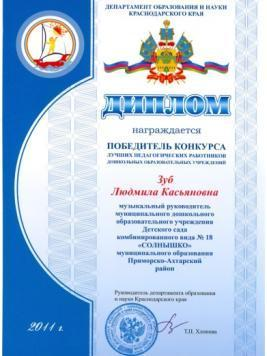 ДЕПАРТАМЕНТ ОБРАЗОВАНИЯ И НАУКИ
КРАСНОДАРСКОГО КРАЯ
ДИПЛОМ
награждается
ПОБЕДИТЕЛЬ КОНКУРСА
ЛУЧШИХ ПЕДАГОГИЧЕСКИХ РАБОТНИКОВ
ДОШКОЛЬНЫХ ОБРАЗОВАТЕЛЬНЫХ УЧРЕЖДЕНИЙ
Зуб
Людмила Касьяновна
музыкальный руководитель
муниципального дошкольного
образовательного учреждения
Детского сада
комбинированного вида № 18
«СОЛНЫШКО»
муниципального образования
Приморско-Ахтарский
район
Руководитель департамента образования
и науки Краснодарского края
Т.П. Хлопова
2011 г.